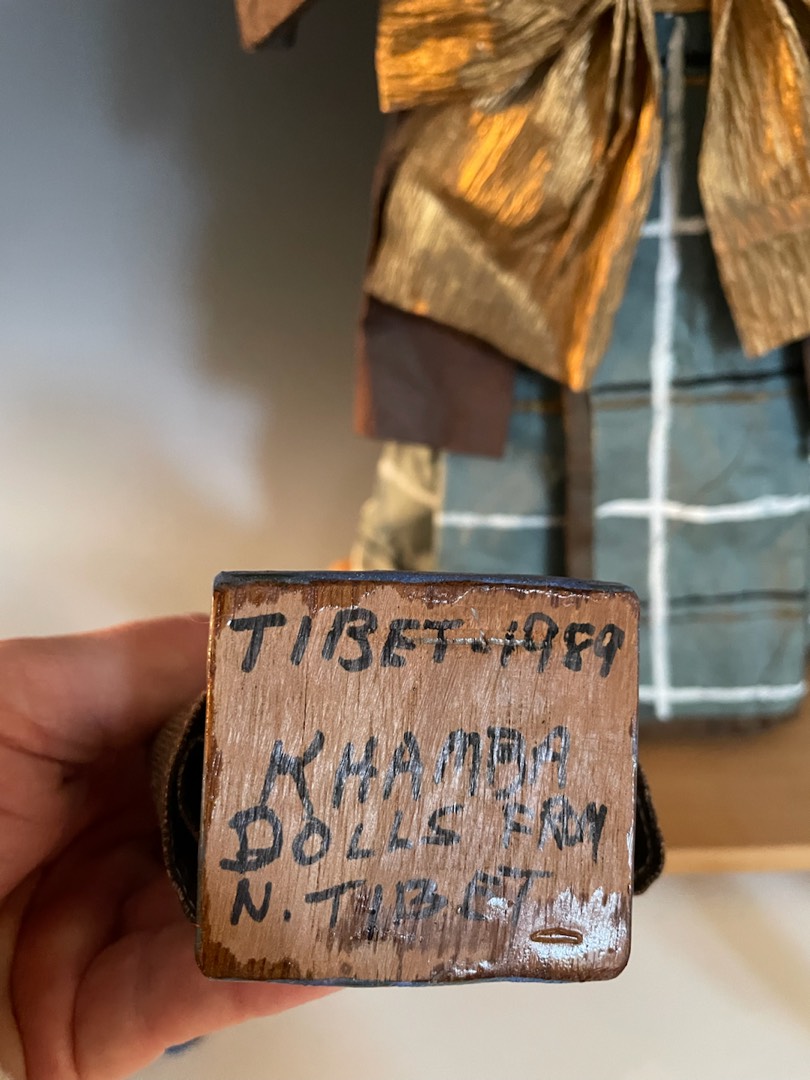 TIBET-1989
KHAMBA
DOLLS FROM
N. TIBET